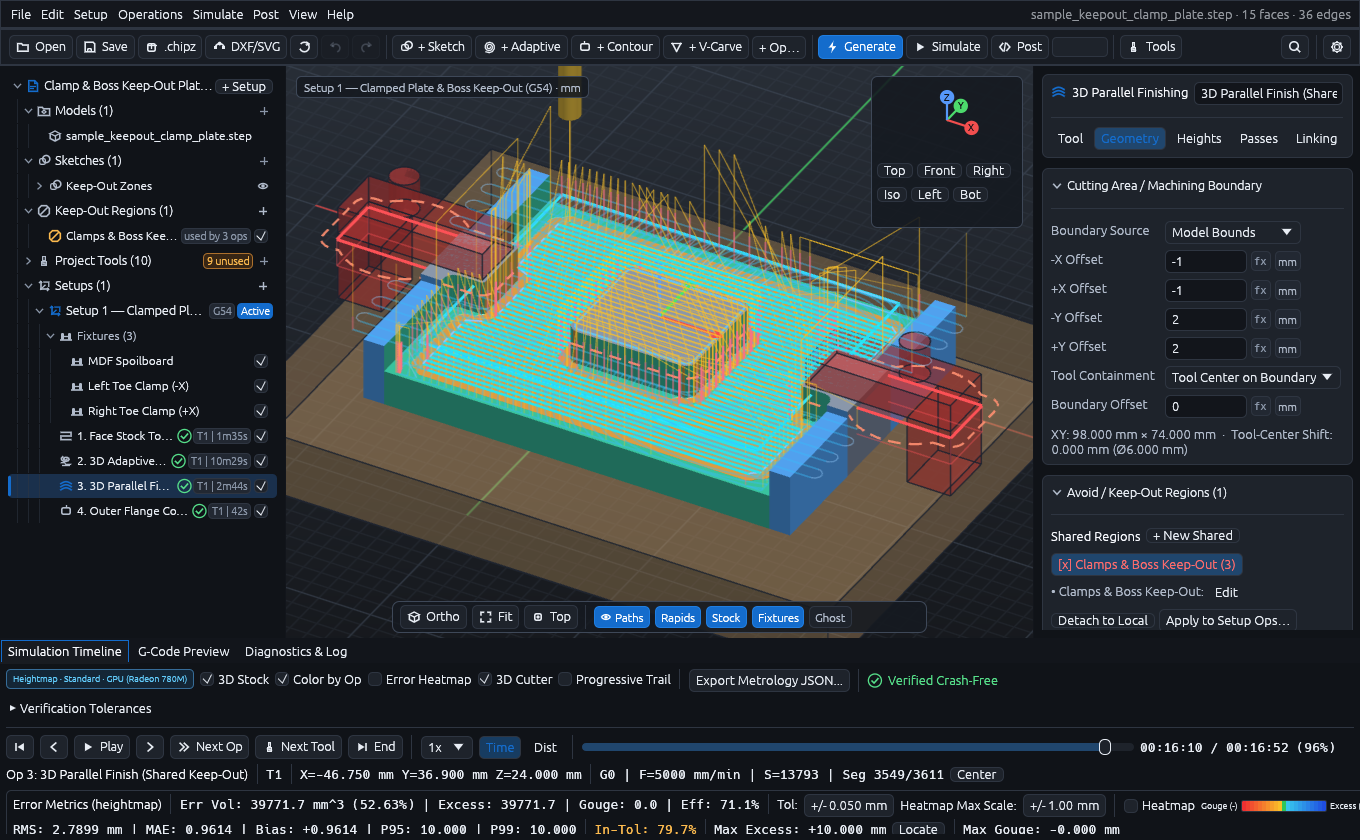 File Edit Setup Operations Simulate Post View Help
sample_keepout_clamp_plate.step · 15 faces · 36 edges
Open Save .chipz DXF/SVG + Sketch + Adaptive + Contour + V-Carve + Op... Generate Simulate Post Tools
Clamp & Boss Keep-Out Plat... + Setup
Models (1) +
sample_keepout_clamp_plate.step
Sketches (1) +
Keep-Out Zones
Keep-Out Regions (1) +
Clamps & Boss Kee... used by 3 ops
Project Tools (10) 9 unused +
Setups (1) +
Setup 1 — Clamped Pl... G54 Active
Fixtures (3)
MDF Spoilboard
Left Toe Clamp (-X)
Right Toe Clamp (+X)
1. Face Stock To... T1 | 1m35s
2. 3D Adaptive... T1 | 10m29s
3. 3D Parallel Fi... T1 | 2m44s
4. Outer Flange Co... T1 | 42s
Setup 1 — Clamped Plate & Boss Keep-Out (G54) · mm
Z
Y
X
Top Front Right
Iso Left Bot
Ortho Fit Top Paths Rapids Stock Fixtures Ghost
3D Parallel Finishing 3D Parallel Finish (Share
Tool Geometry Heights Passes Linking
Cutting Area / Machining Boundary
Boundary Source Model Bounds
-X Offset -1 fx mm
+X Offset -1 fx mm
-Y Offset 2 fx mm
+Y Offset 2 fx mm
Tool Containment Tool Center on Boundary
Boundary Offset 0 fx mm
XY: 98.000 mm × 74.000 mm · Tool-Center Shift:
0.000 mm (Ø6.000 mm)
Avoid / Keep-Out Regions (1)
Shared Regions + New Shared
[x] Clamps & Boss Keep-Out (3)
• Clamps & Boss Keep-Out: Edit
Detach to Local Apply to Setup Ops...
Simulation Timeline G-Code Preview Diagnostics & Log
Heightmap · Standard · GPU (Radeon 780M) 3D Stock Color by Op Error Heatmap 3D Cutter Progressive Trail Export Metrology JSON... Verified Crash-Free
Verification Tolerances
Play Next Op Next Tool End 1x Time Dist 00:16:10 / 00:16:52 (96%)
Op 3: 3D Parallel Finish (Shared Keep-Out) T1 X=-46.750 mm Y=36.900 mm Z=24.000 mm G0 | F=5000 mm/min | S=13793 | Seg 3549/3611 Center
Error Metrics (heightmap) Err Vol: 39771.7 mm^3 (52.63%) | Excess: 39771.7 | Gouge: 0.0 | Eff: 71.1% Tol: +/-0.050 mm Heatmap Max Scale: +/-1.00 mm Heatmap Gouge (-) Excess
RMS: 2.7899 mm | MAE: 0.9614 | Bias: +0.9614 | P95: 10.000 | P99: 10.000 In-Tol: 79.7% Max Excess: +10.000 mm Locate Max Gouge: -0.000 mm